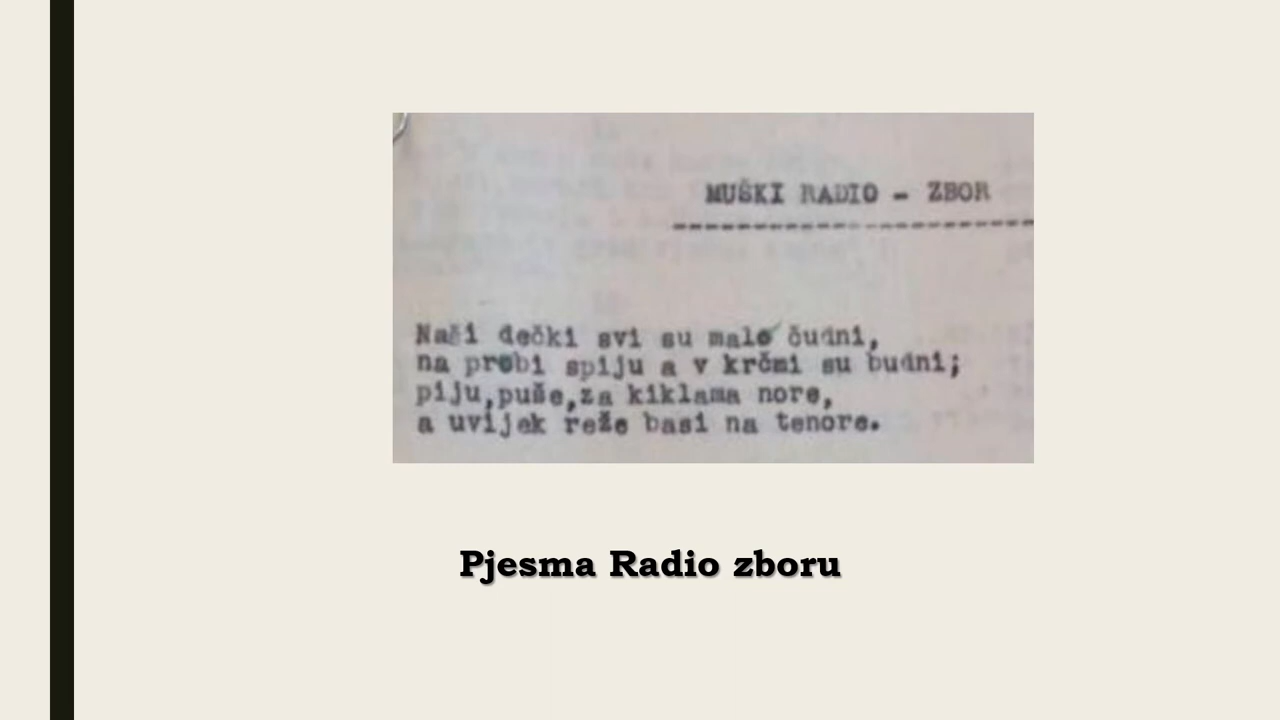 MUŠKI RADIO - ZBOR
Naši dečki svi su malo čudni,
na probi spiju a v krčmi su budni;
piju,puše,za kiklama nore,
a uvijek reže basi na tenore.
Pjesma Radio zboru